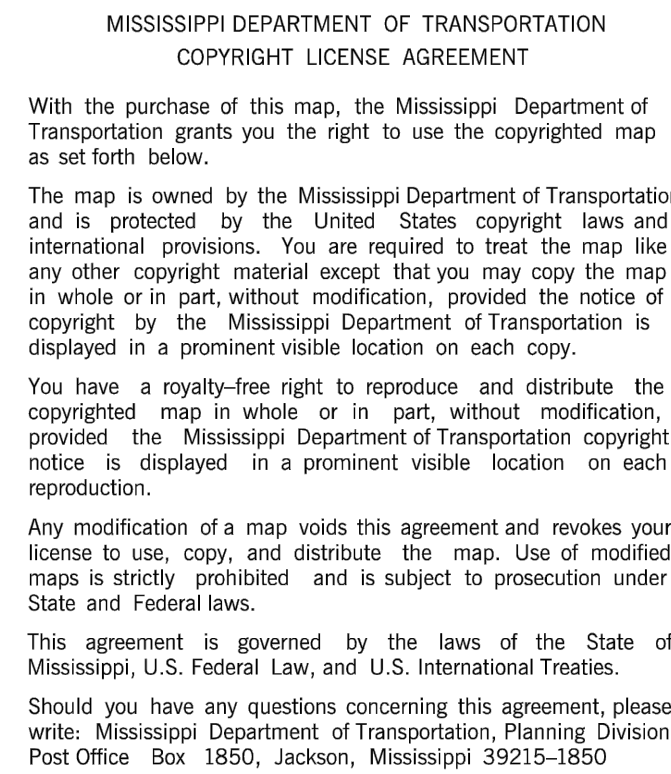 MISSISSIPPI DEPARTMENT OF TRANSPORTATION
COPYRIGHT LICENSE AGREEMENT
With the purchase of this map, the Mississippi Department of
Transportation grants you the right to use the copyrighted map
as set forth below.
The map is owned by the Mississippi Department of Transportation
and is protected by the United States copyright laws and
international provisions. You are required to treat the map like
any other copyright material except that you may copy the map
in whole or in part, without modification, provided the notice of
copyright by the Mississippi Department of Transportation is
displayed in a prominent visible location on each copy.
You have a royalty–free right to reproduce and distribute the
copyrighted map in whole or in part, without modification,
provided the Mississippi Department of Transportation copyright
notice is displayed in a prominent visible location on each
reproduction.
Any modification of a map voids this agreement and revokes your
license to use, copy, and distribute the map. Use of modified
maps is strictly prohibited and is subject to prosecution under
State and Federal laws.
This agreement is governed by the laws of the State of
Mississippi, U.S. Federal Law, and U.S. International Treaties.
Should you have any questions concerning this agreement, please
write: Mississippi Department of Transportation, Planning Division
Post Office Box 1850, Jackson, Mississippi 39215–1850